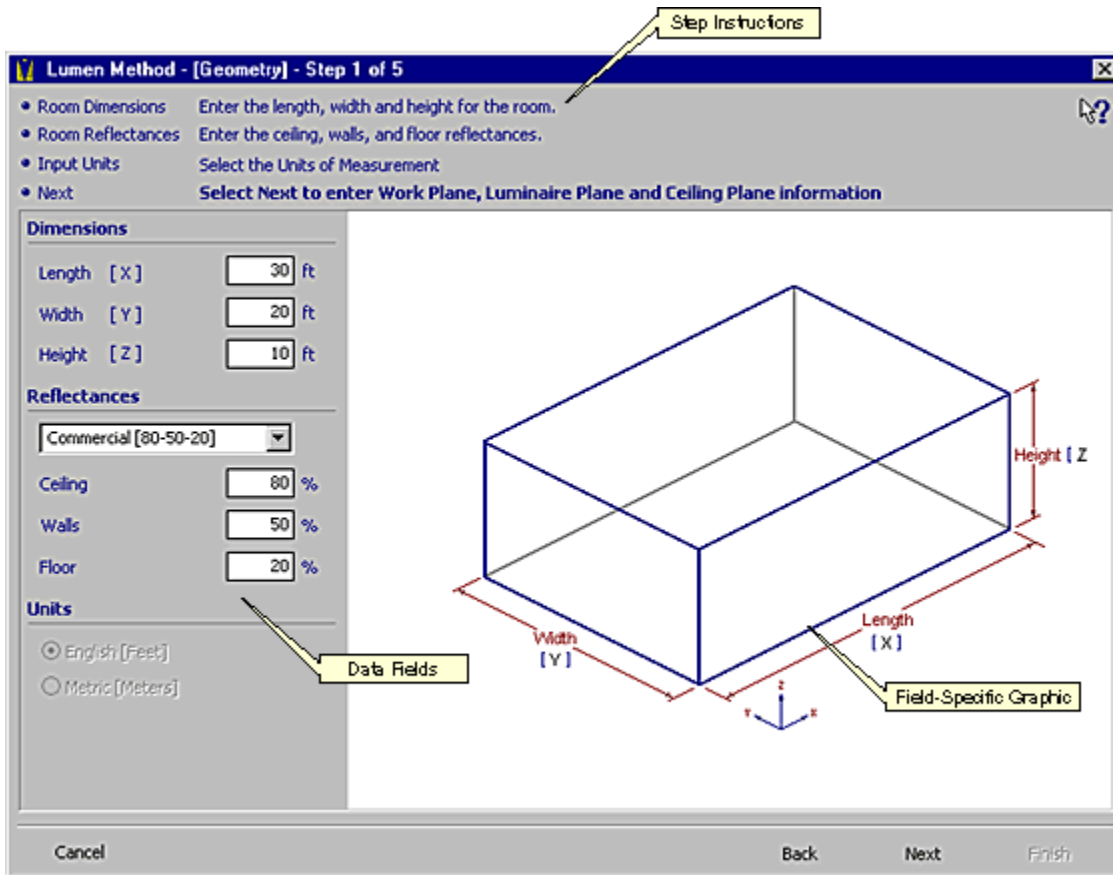 Step Instructions
Lumen Method - [Geometry] - Step 1 of 5
Room Dimensions Enter the length, width and height for the room.
Room Reflectances Enter the ceiling, walls, and floor reflectances.
Input Units Select the Units of Measurement
Next Select Next to enter Work Plane, Luminaire Plane and Ceiling Plane information
Dimensions
Length [X] 30 ft
Width [Y] 20 ft
Height [Z] 10 ft
Reflectances
Commercial [80-50-20]
Ceiling 80 %
Walls 50 %
Floor 20 %
Units
English [Feet]
Metric [Meters]
Data Fields
Height [ Z
Width
[Y]
Length
[X]
Field-Specific Graphic
Z
Y X
Cancel Back Next Finish